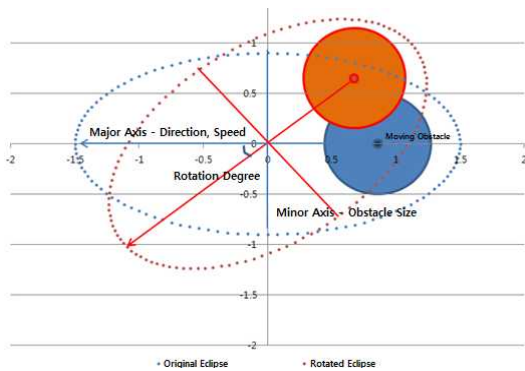 1
0.5
Moving Obstacle
Major Axis - Direction, Speed
-2 -1.5 -1 -0.5 0 0.5 1 1.5 2
Rotation Degree
-0.5
Minor Axis - Obstacle Size
-1
-1.5
-2
Original Eclipse Rotated Eclipse